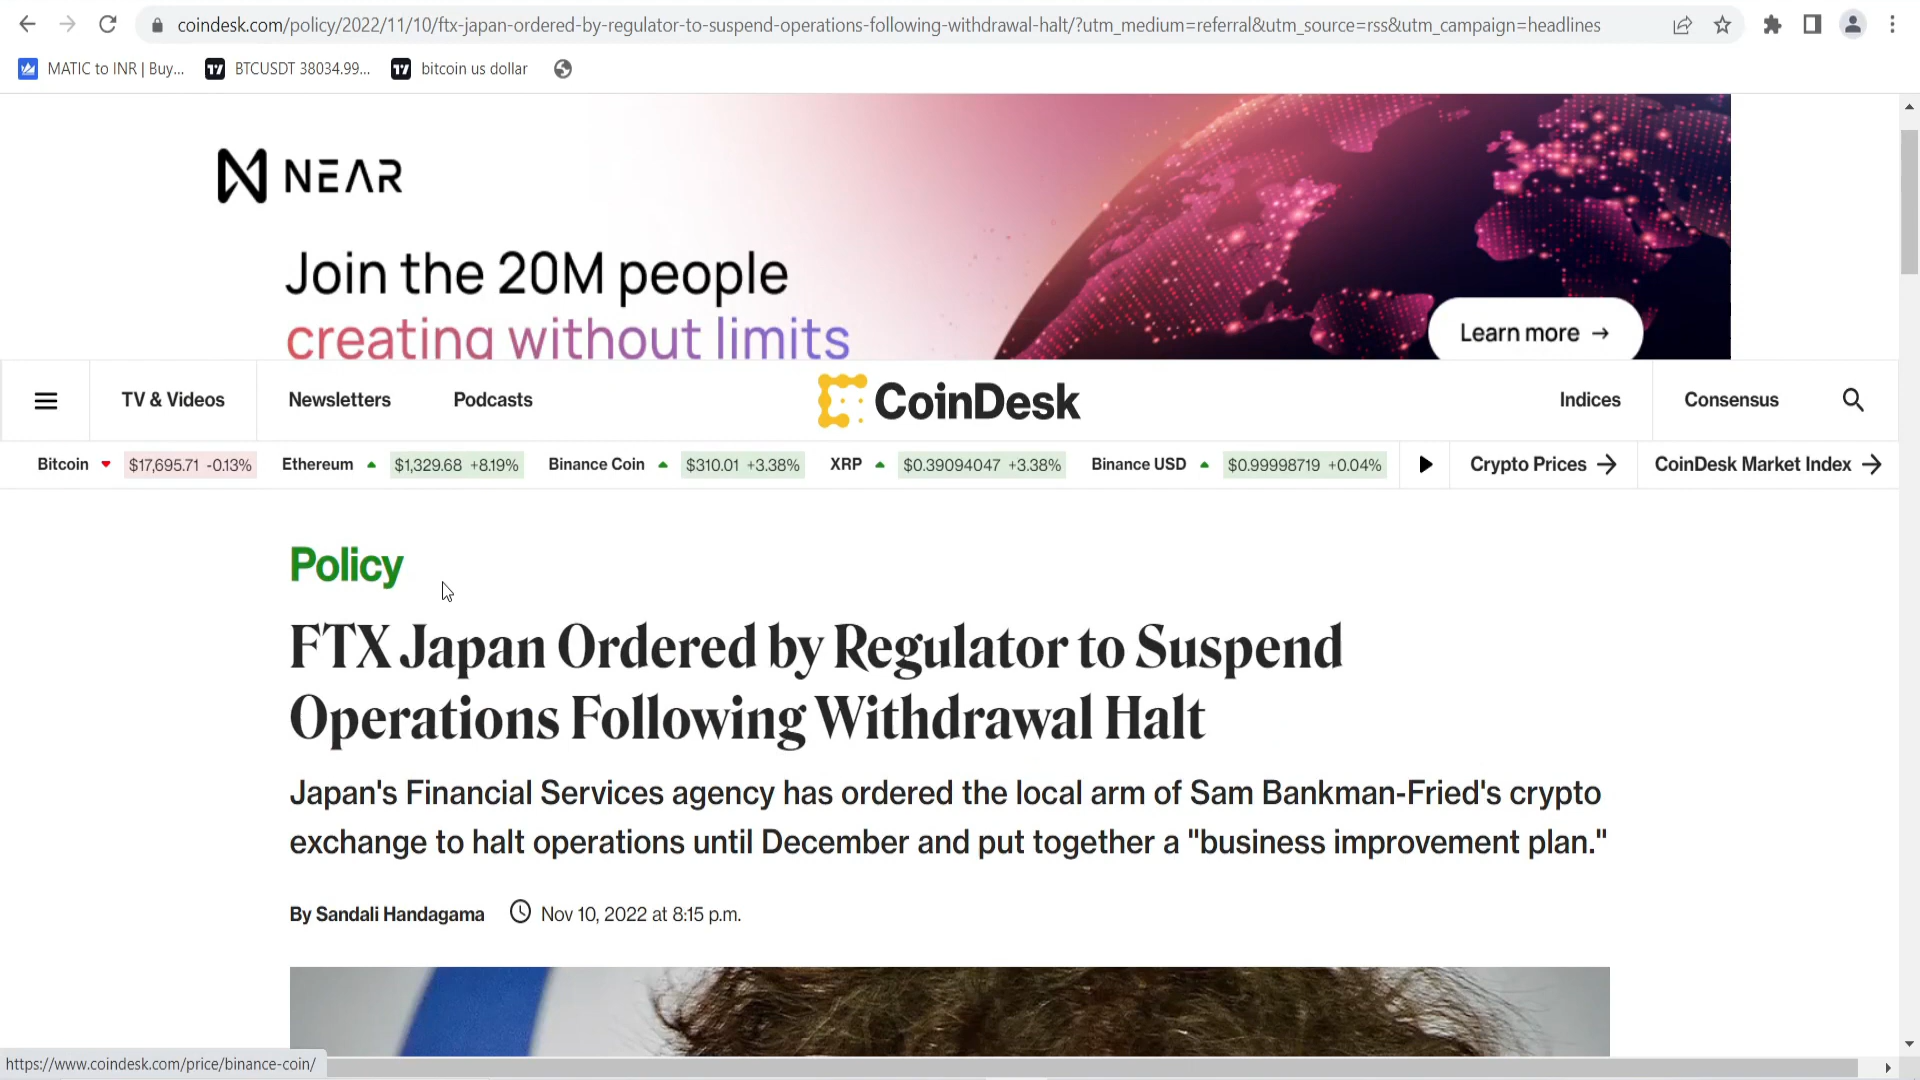 coindesk.com/policy/2022/11/10/ftx-japan-ordered-by-regulator-to-suspend-operations-following-withdrawal-halt/?utm_medium=referral&utm_source=rss&utm_campaign=headlines
MATIC to INR | Buy... BTCUSDT 38034.99... bitcoin us dollar
NEAR
Join the 20M people
creating without limits
Learn more →
TV & Videos Newsletters Podcasts CoinDesk Indices Consensus
Bitcoin $17,695.71 -0.13% Ethereum $1,329.68 +8.19% Binance Coin $310.01 +3.38% XRP $0.39094047 +3.38% Binance USD $0.99998719 +0.04% Crypto Prices → CoinDesk Market Index →
Policy
FTX Japan Ordered by Regulator to Suspend
Operations Following Withdrawal Halt
Japan's Financial Services agency has ordered the local arm of Sam Bankman-Fried's crypto
exchange to halt operations until December and put together a "business improvement plan."
By Sandali Handagama Nov 10, 2022 at 8:15 p.m.
https://www.coindesk.com/price/binance-coin/